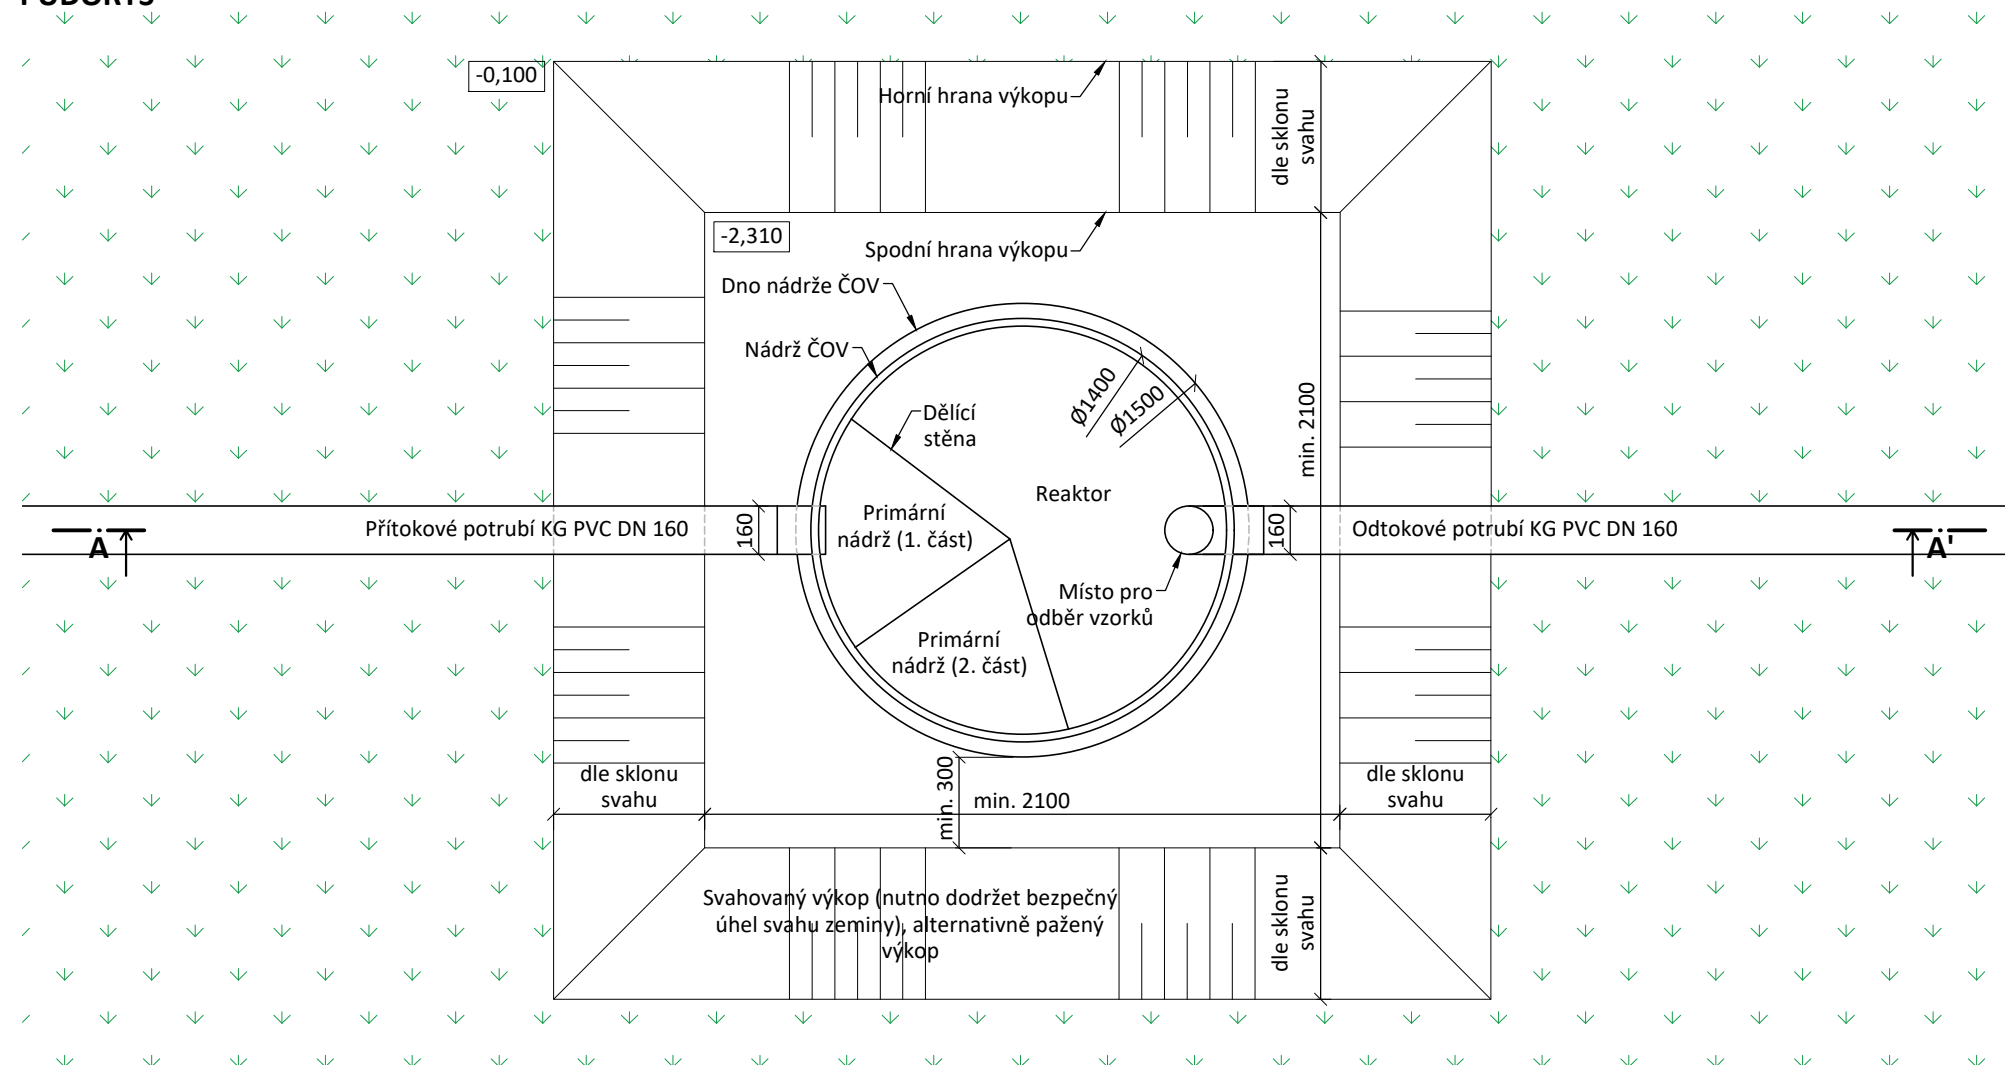 -0,100
Horní hrana výkopu
dle sklonu
svahu
-2,310
Spodní hrana výkopu
Dno nádrže ČOV
Nádrž ČOV
Ø1400
Ø1500
Dělící
stěna
min. 2100
Reaktor
Přítokové potrubí KG PVC DN 160
160
Primární
nádrž (1. část)
160
Odtokové potrubí KG PVC DN 160
A
A'
Místo pro
odběr vzorků
Primární
nádrž (2. část)
dle sklonu
svahu
min. 300
min. 2100
dle sklonu
svahu
Svahovaný výkop (nutno dodržet bezpečný
úhel svahu zeminy), alternativně pažený
výkop
dle sklonu
svahu